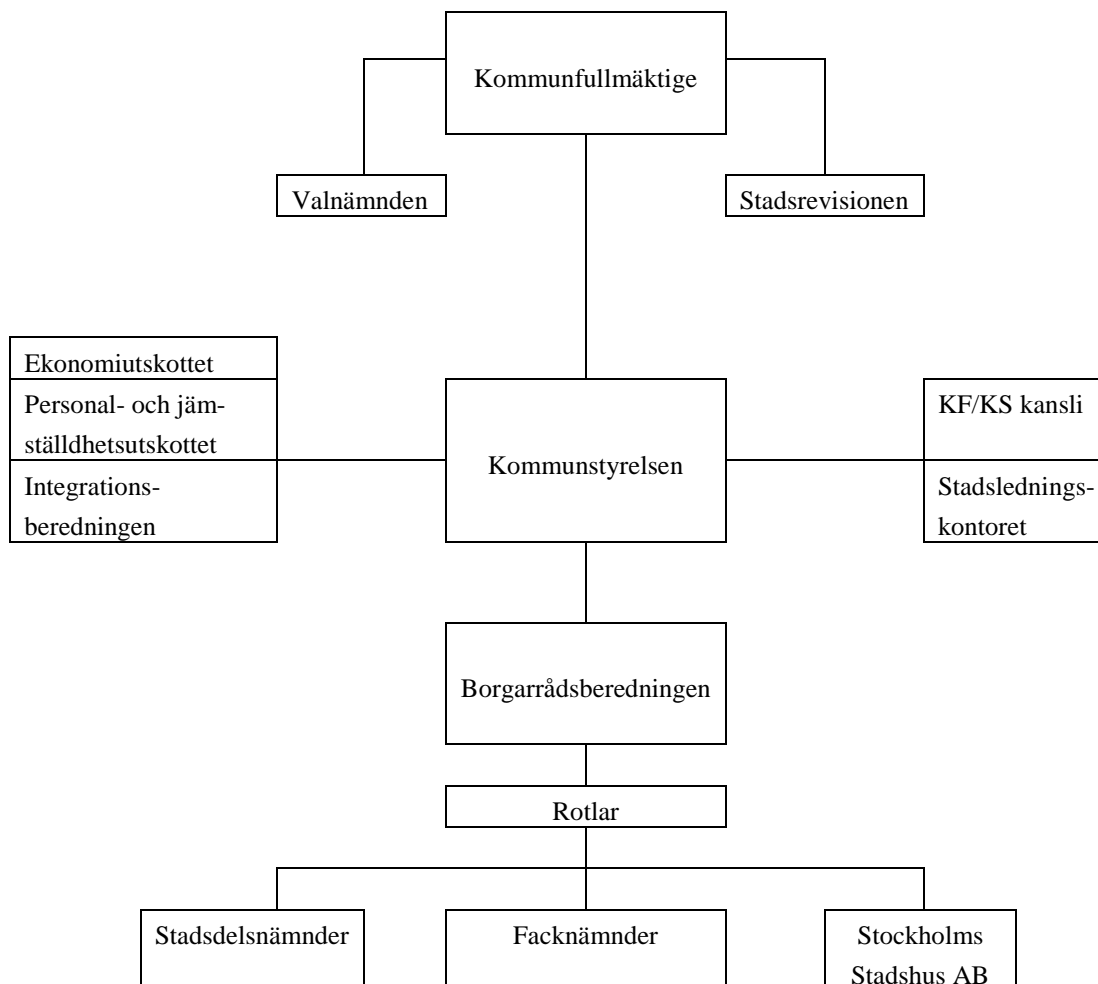 Kommunfullmäktige
Valnämnden
Stadsrevisionen
Ekonomiutskottet
Personal- och jäm-
ställdhetsutskottet
Integrations-
beredningen
Kommunstyrelsen
KF/KS kansli
Stadslednings-
kontoret
Borgarrådsberedningen
Rotlar
Stadsdelsnämnder
Facknämnder
Stockholms
Stadshus AB